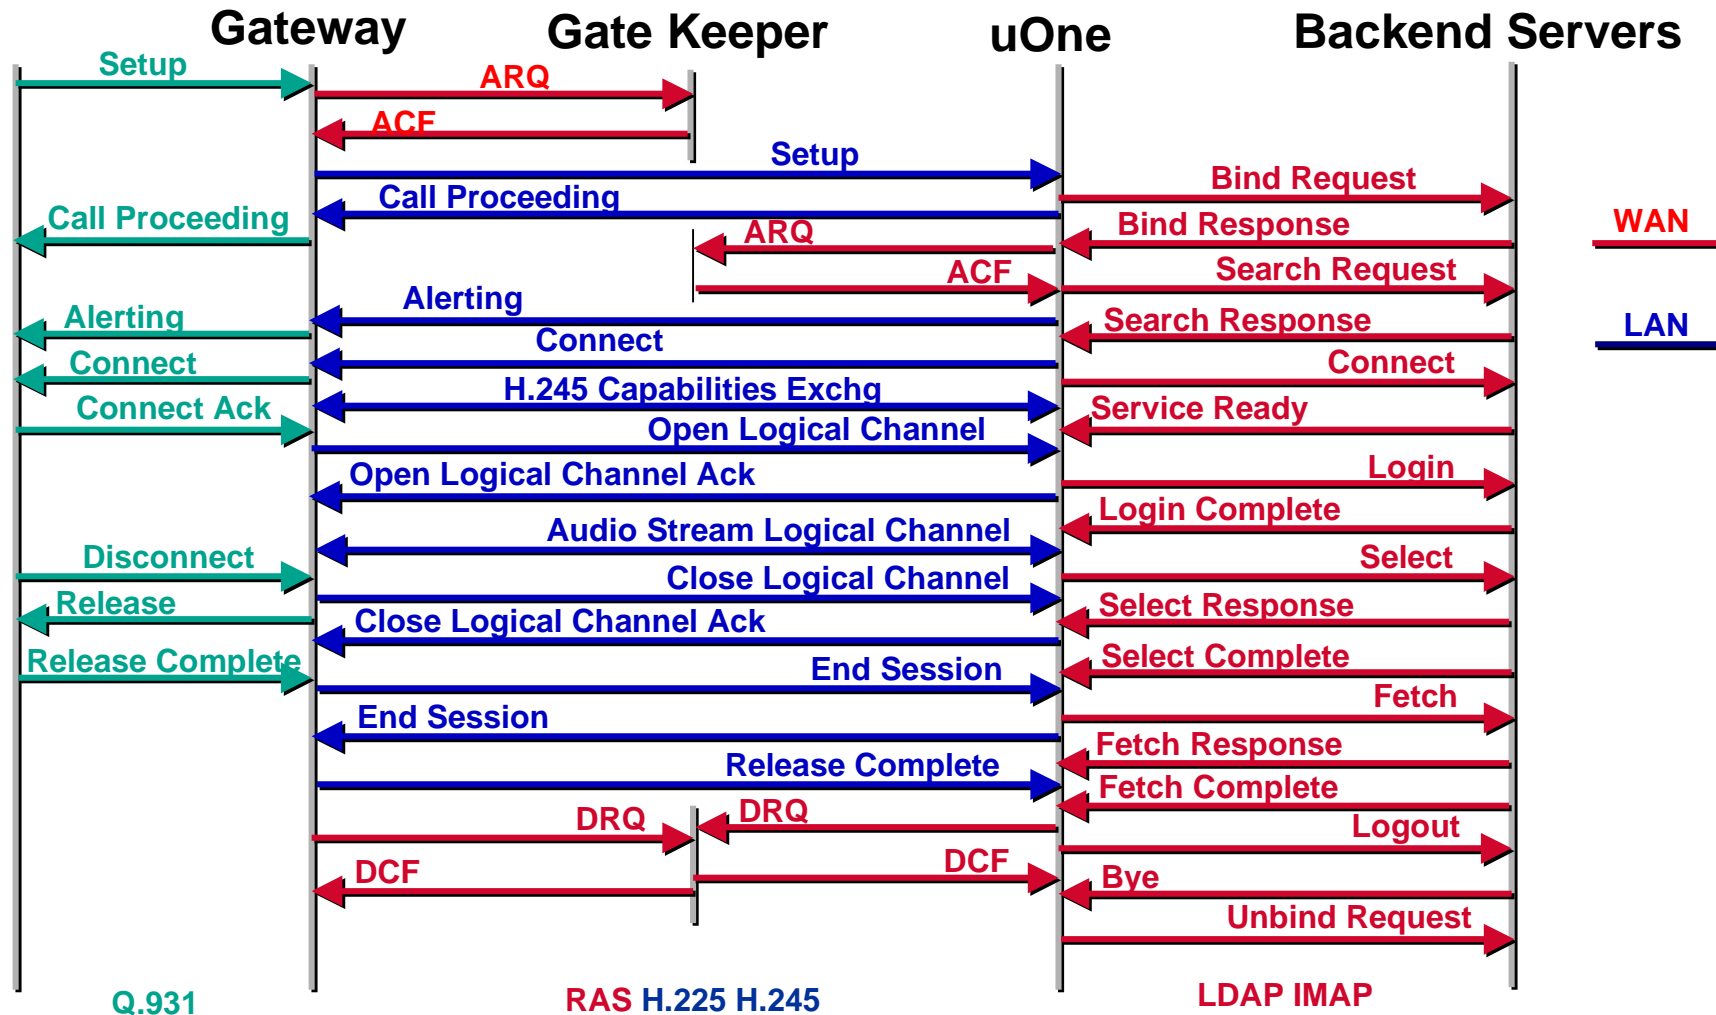 Gateway Gate Keeper uOne Backend Servers
Setup
ARQ
ACF
Setup
Bind Request
Call Proceeding
Call Proceeding
Bind Response
WAN
ARQ
ACF
Search Request
Alerting
Alerting
Search Response
LAN
Connect
Connect
Connect
H.245 Capabilities Exchg
Connect Ack
Service Ready
Open Logical Channel
Open Logical Channel Ack
Login
Login Complete
Audio Stream Logical Channel
Disconnect
Select
Close Logical Channel
Release
Select Response
Close Logical Channel Ack
Release Complete
Select Complete
End Session
Fetch
End Session
Fetch Response
Release Complete
Fetch Complete
DRQ
DRQ
Logout
DCF
DCF
Bye
Unbind Request
Q.931
RAS H.225 H.245
LDAP IMAP